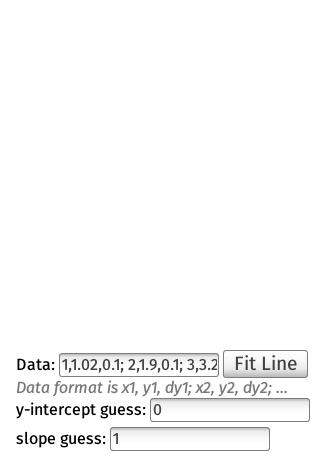 Data: 1,1.02,0.1; 2,1.9,0.1; 3,3.2 Fit Line
Data format is x1, y1, dy1; x2, y2, dy2; ...
y-intercept guess: 0
slope guess: 1